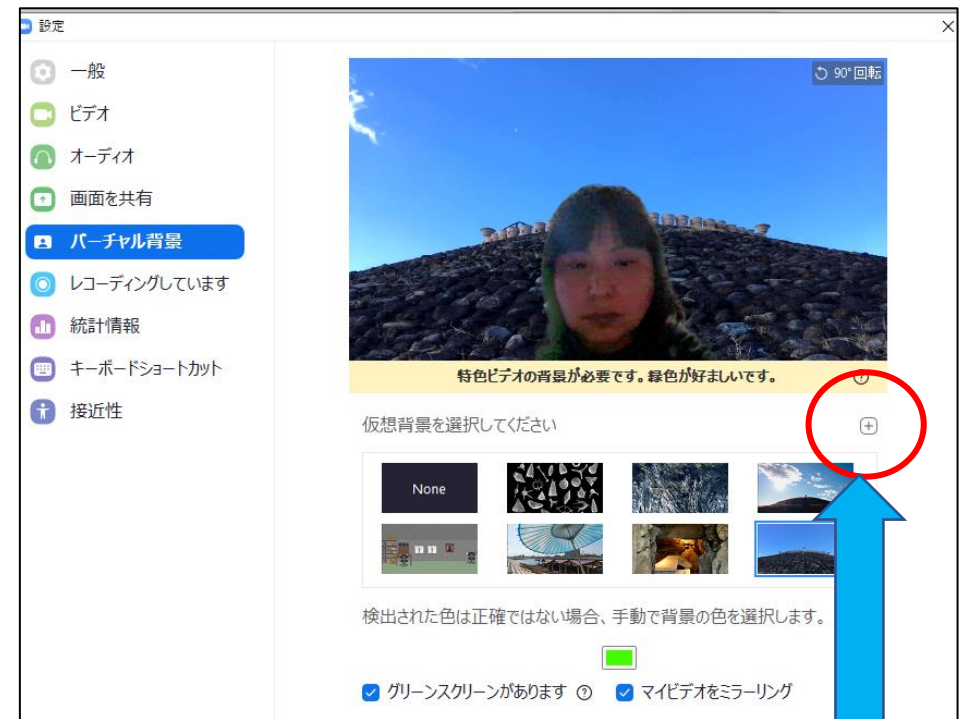 設定
一般
ビデオ
オーディオ
画面を共有
バーチャル背景
レコーディングしています
統計情報
キーボードショートカット
接近性
90°回転
特色ビデオの背景が必要です。緑色が好ましいです。
仮想背景を選択してください
None
検出された色は正確ではない場合、手動で背景の色を選択します。
グリーンスクリーンがあります
マイビデオをミラーリング